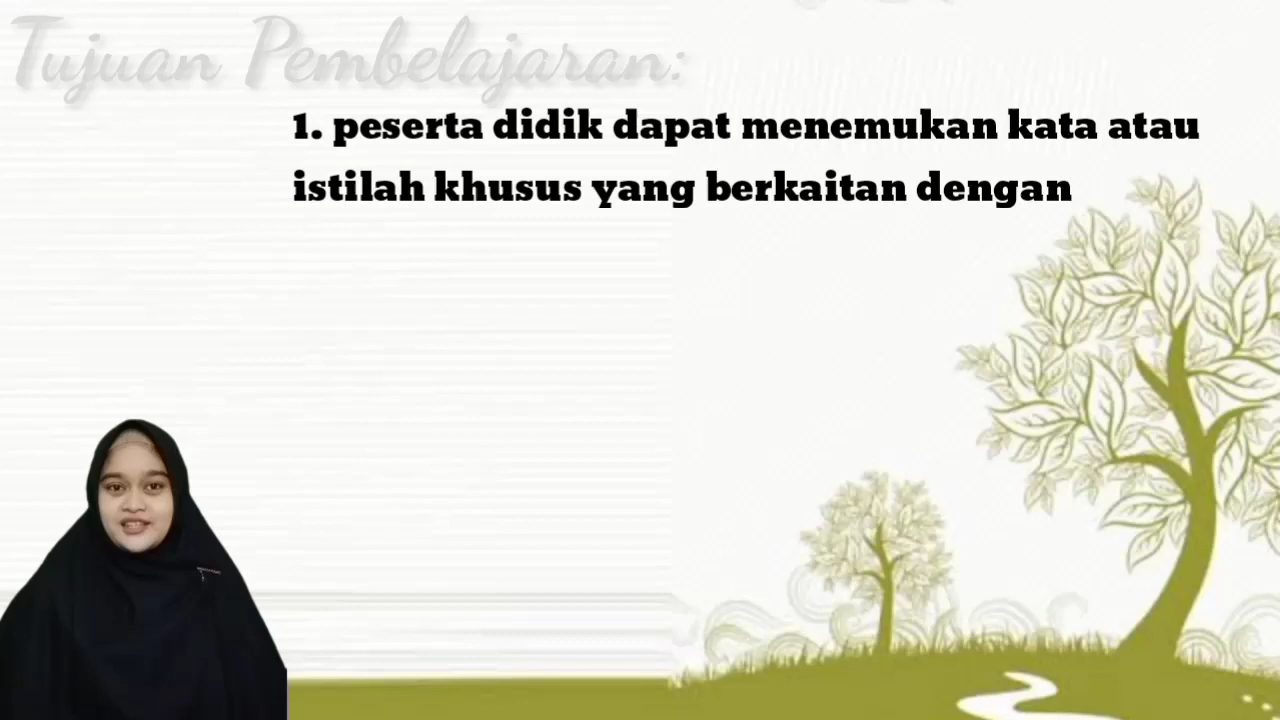 Tujuan Pembelajaran:
1. peserta didik dapat menemukan kata atau
istilah khusus yang berkaitan dengan